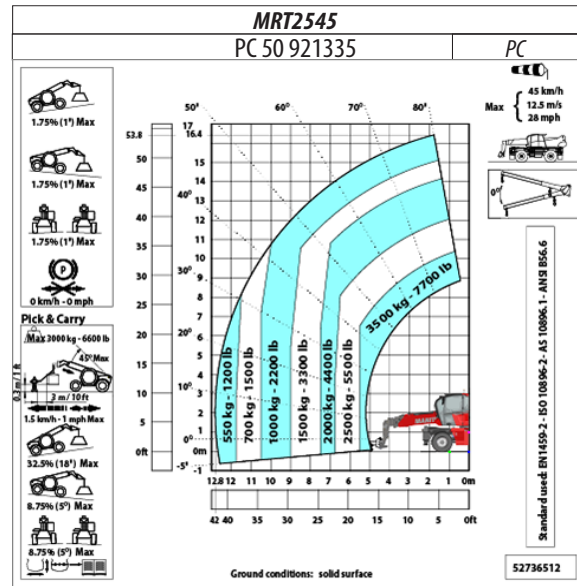 MRT2545
PC 50 921335
PC
1.75% (1°) Max
1.75% (1°) Max
1.75% (1°) Max
P
0 km/h - 0 mph
Pick & Carry
Max 3000 kg - 6600 lb
45° Max
0.3 m/1 ft
3 m/ 10ft
1.5 km/h - 1 mph Max
32.5% (18°) Max
8.75% (5°) Max
8.75% (5°) Max
50°
60°
70°
80°
40°
30°
20°
10°
0°
-5°
53.8
50
45
40
35
30
25
20
15
10
5
0ft
17
16.4
15
14
13
12
11
10
9
8
7
6
5
4
3
2
1
0m
-1
550 kg - 1200 lb
700 kg - 1500 lb
1000 kg - 2200 lb
1500 kg - 3300 lb
2000 kg - 4400 lb
2500 kg - 5500 lb
3500 kg - 7700 lb
12.8 12 11 10 9 8 7 6 5 4 3 2 1 0m
42 40 35 30 25 20 15 10 5 0ft
Max
45 km/h
12.5 m/s
28 mph
0°
Standard used: EN1459-2 - ISO 10896-2 - AS 10896.1 - ANSI B56.6
Ground conditions: solid surface
52736512